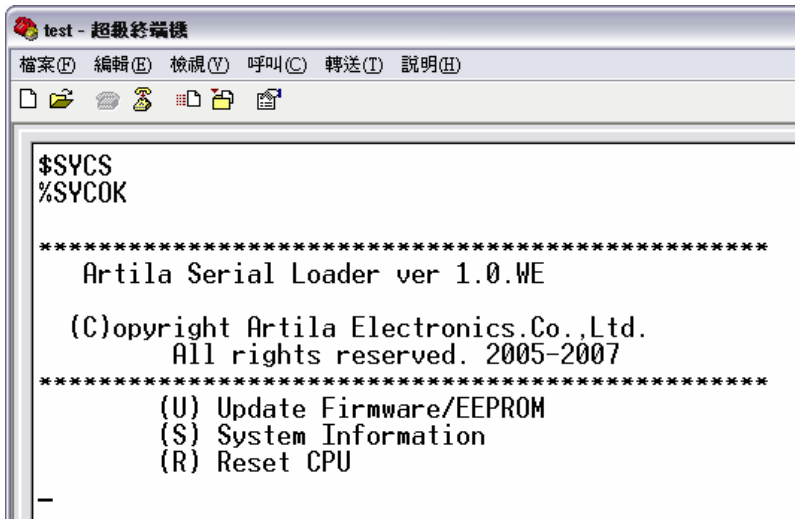 test - 超級終端機
檔案(F) 編輯(E) 檢視(V) 呼叫(C) 轉送(T) 說明(H)
$SYCS
%SYCOK
*************************************************
Artila Serial Loader ver 1.0.WE
(C)opyright Artila Electronics.Co.,Ltd.
All rights reserved. 2005-2007
*************************************************
(U) Update Firmware/EEPROM
(S) System Information
(R) Reset CPU
_